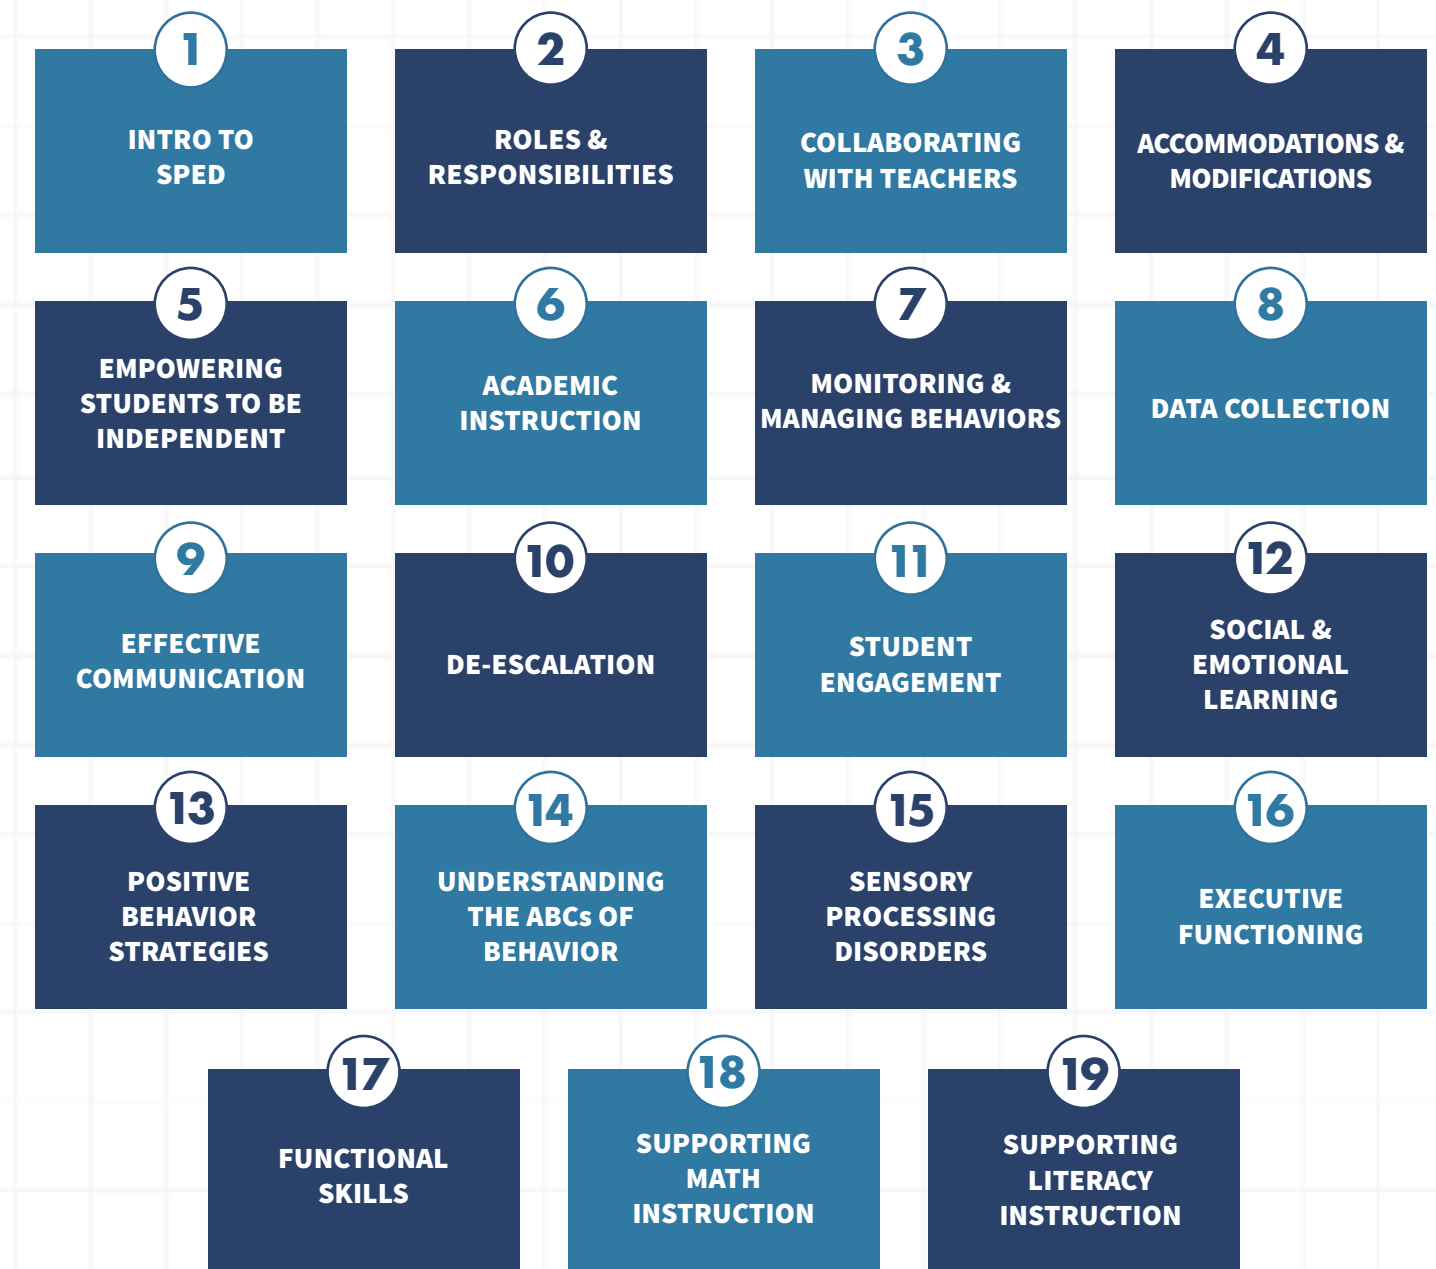 1
INTRO TO
SPED
2
ROLES &
RESPONSIBILITIES
3
COLLABORATING
WITH TEACHERS
4
ACCOMMODATIONS &
MODIFICATIONS
5
EMPOWERING
STUDENTS TO BE
INDEPENDENT
6
ACADEMIC
INSTRUCTION
7
MONITORING &
MANAGING BEHAVIORS
8
DATA COLLECTION
9
EFFECTIVE
COMMUNICATION
10
DE-ESCALATION
11
STUDENT
ENGAGEMENT
12
SOCIAL &
EMOTIONAL
LEARNING
13
POSITIVE
BEHAVIOR
STRATEGIES
14
UNDERSTANDING
THE ABCs OF
BEHAVIOR
15
SENSORY
PROCESSING
DISORDERS
16
EXECUTIVE
FUNCTIONING
17
FUNCTIONAL
SKILLS
18
SUPPORTING
MATH
INSTRUCTION
19
SUPPORTING
LITERACY
INSTRUCTION